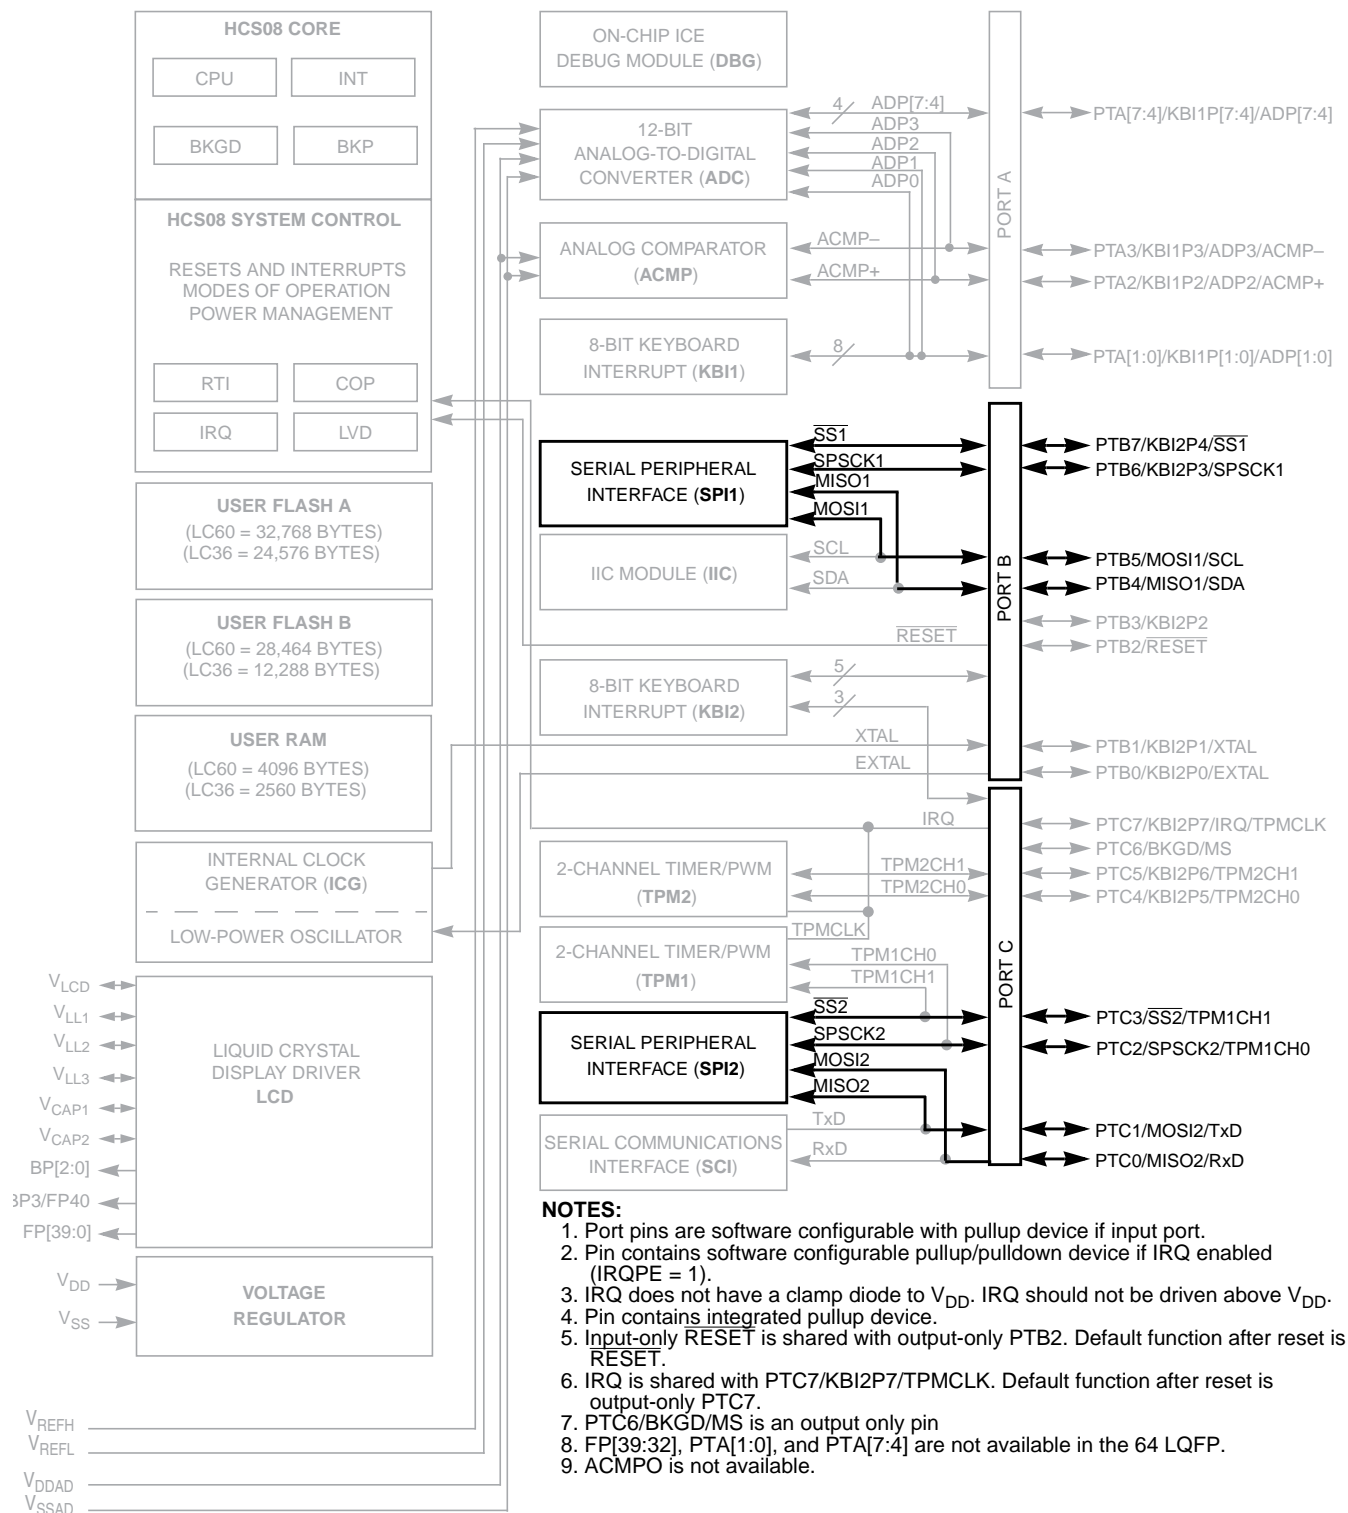 HCS08 CORE
CPU
INT
BKGD
BKP
HCS08 SYSTEM CONTROL
RESETS AND INTERRUPTS
MODES OF OPERATION
POWER MANAGEMENT
RTI
COP
IRQ
LVD
USER FLASH A
(LC60 = 32,768 BYTES)
(LC36 = 24,576 BYTES)
USER FLASH B
(LC60 = 28,464 BYTES)
(LC36 = 12,288 BYTES)
USER RAM
(LC60 = 4096 BYTES)
(LC36 = 2560 BYTES)
INTERNAL CLOCK
GENERATOR (ICG)
LOW-POWER OSCILLATOR
VLCD
VLL1
VLL2
VLL3
VCAP1
VCAP2
BP[2:0]
BP3/FP40
FP[39:0]
LIQUID CRYSTAL
DISPLAY DRIVER
LCD
VDD
VSS
VOLTAGE
REGULATOR
VREFH
VREFL
VDDAD
VSSAD
ON-CHIP ICE
DEBUG MODULE (DBG)
12-BIT
ANALOG-TO-DIGITAL
CONVERTER (ADC)
4
ADP[7:4]
ADP3
ADP2
ADP1
ADP0
ANALOG COMPARATOR
(ACMP)
ACMP–
ACMP+
8-BIT KEYBOARD
INTERRUPT (KBI1)
8
SERIAL PERIPHERAL
INTERFACE (SPI1)
SS1
SPSCK1
MISO1
MOSI1
IIC MODULE (IIC)
SCL
SDA
RESET
8-BIT KEYBOARD
INTERRUPT (KBI2)
5
3
XTAL
EXTAL
IRQ
2-CHANNEL TIMER/PWM
(TPM2)
TPM2CH1
TPM2CH0
TPMCLK
2-CHANNEL TIMER/PWM
(TPM1)
TPM1CH0
TPM1CH1
SERIAL PERIPHERAL
INTERFACE (SPI2)
SS2
SPSCK2
MOSI2
MISO2
SERIAL COMMUNICATIONS
INTERFACE (SCI)
TxD
RxD
PORT A
PTA[7:4]/KBI1P[7:4]/ADP[7:4]
PTA3/KBI1P3/ADP3/ACMP–
PTA2/KBI1P2/ADP2/ACMP+
PTA[1:0]/KBI1P[1:0]/ADP[1:0]
PORT B
PTB7/KBI2P4/SS1
PTB6/KBI2P3/SPSCK1
PTB5/MOSI1/SCL
PTB4/MISO1/SDA
PTB3/KBI2P2
PTB2/RESET
PTB1/KBI2P1/XTAL
PTB0/KBI2P0/EXTAL
PORT C
PTC7/KBI2P7/IRQ/TPMCLK
PTC6/BKGD/MS
PTC5/KBI2P6/TPM2CH1
PTC4/KBI2P5/TPM2CH0
PTC3/SS2/TPM1CH1
PTC2/SPSCK2/TPM1CH0
PTC1/MOSI2/TxD
PTC0/MISO2/RxD
NOTES:
1. Port pins are software configurable with pullup device if input port.
2. Pin contains software configurable pullup/pulldown device if IRQ enabled
(IRQPE = 1).
3. IRQ does not have a clamp diode to VDD. IRQ should not be driven above VDD.
4. Pin contains integrated pullup device.
5. Input-only RESET is shared with output-only PTB2. Default function after reset is
RESET.
6. IRQ is shared with PTC7/KBI2P7/TPMCLK. Default function after reset is
output-only PTC7.
7. PTC6/BKGD/MS is an output only pin
8. FP[39:32], PTA[1:0], and PTA[7:4] are not available in the 64 LQFP.
9. ACMPO is not available.